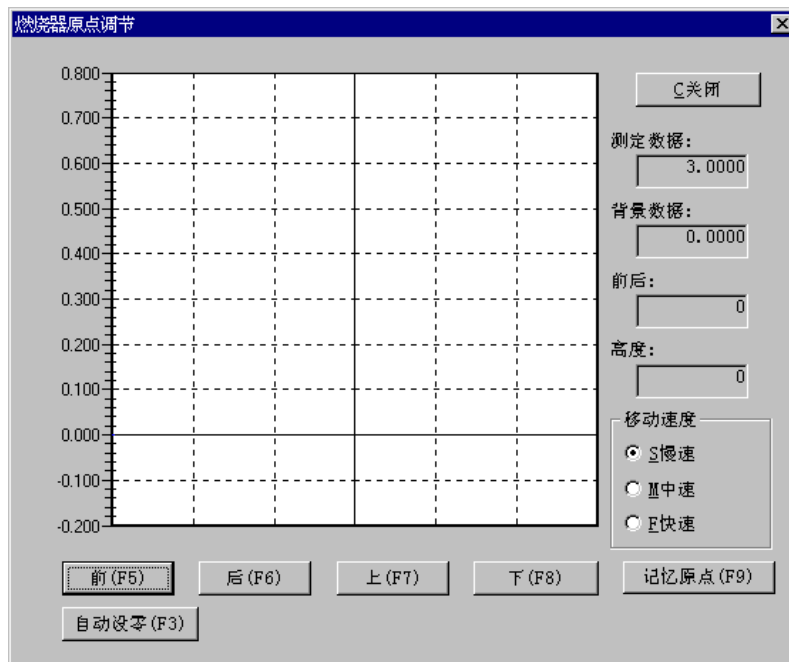 燃烧器原点调节
0.800
0.700
0.600
0.500
0.400
0.300
0.200
0.100
0.000
-0.100
-0.200
C关闭
测定数据:
3.0000
背景数据:
0.0000
前后:
0
高度:
0
移动速度
S慢速
M中速
F快速
前(F5)
后(F6)
上(F7)
下(F8)
记忆原点(F9)
自动设零(F3)